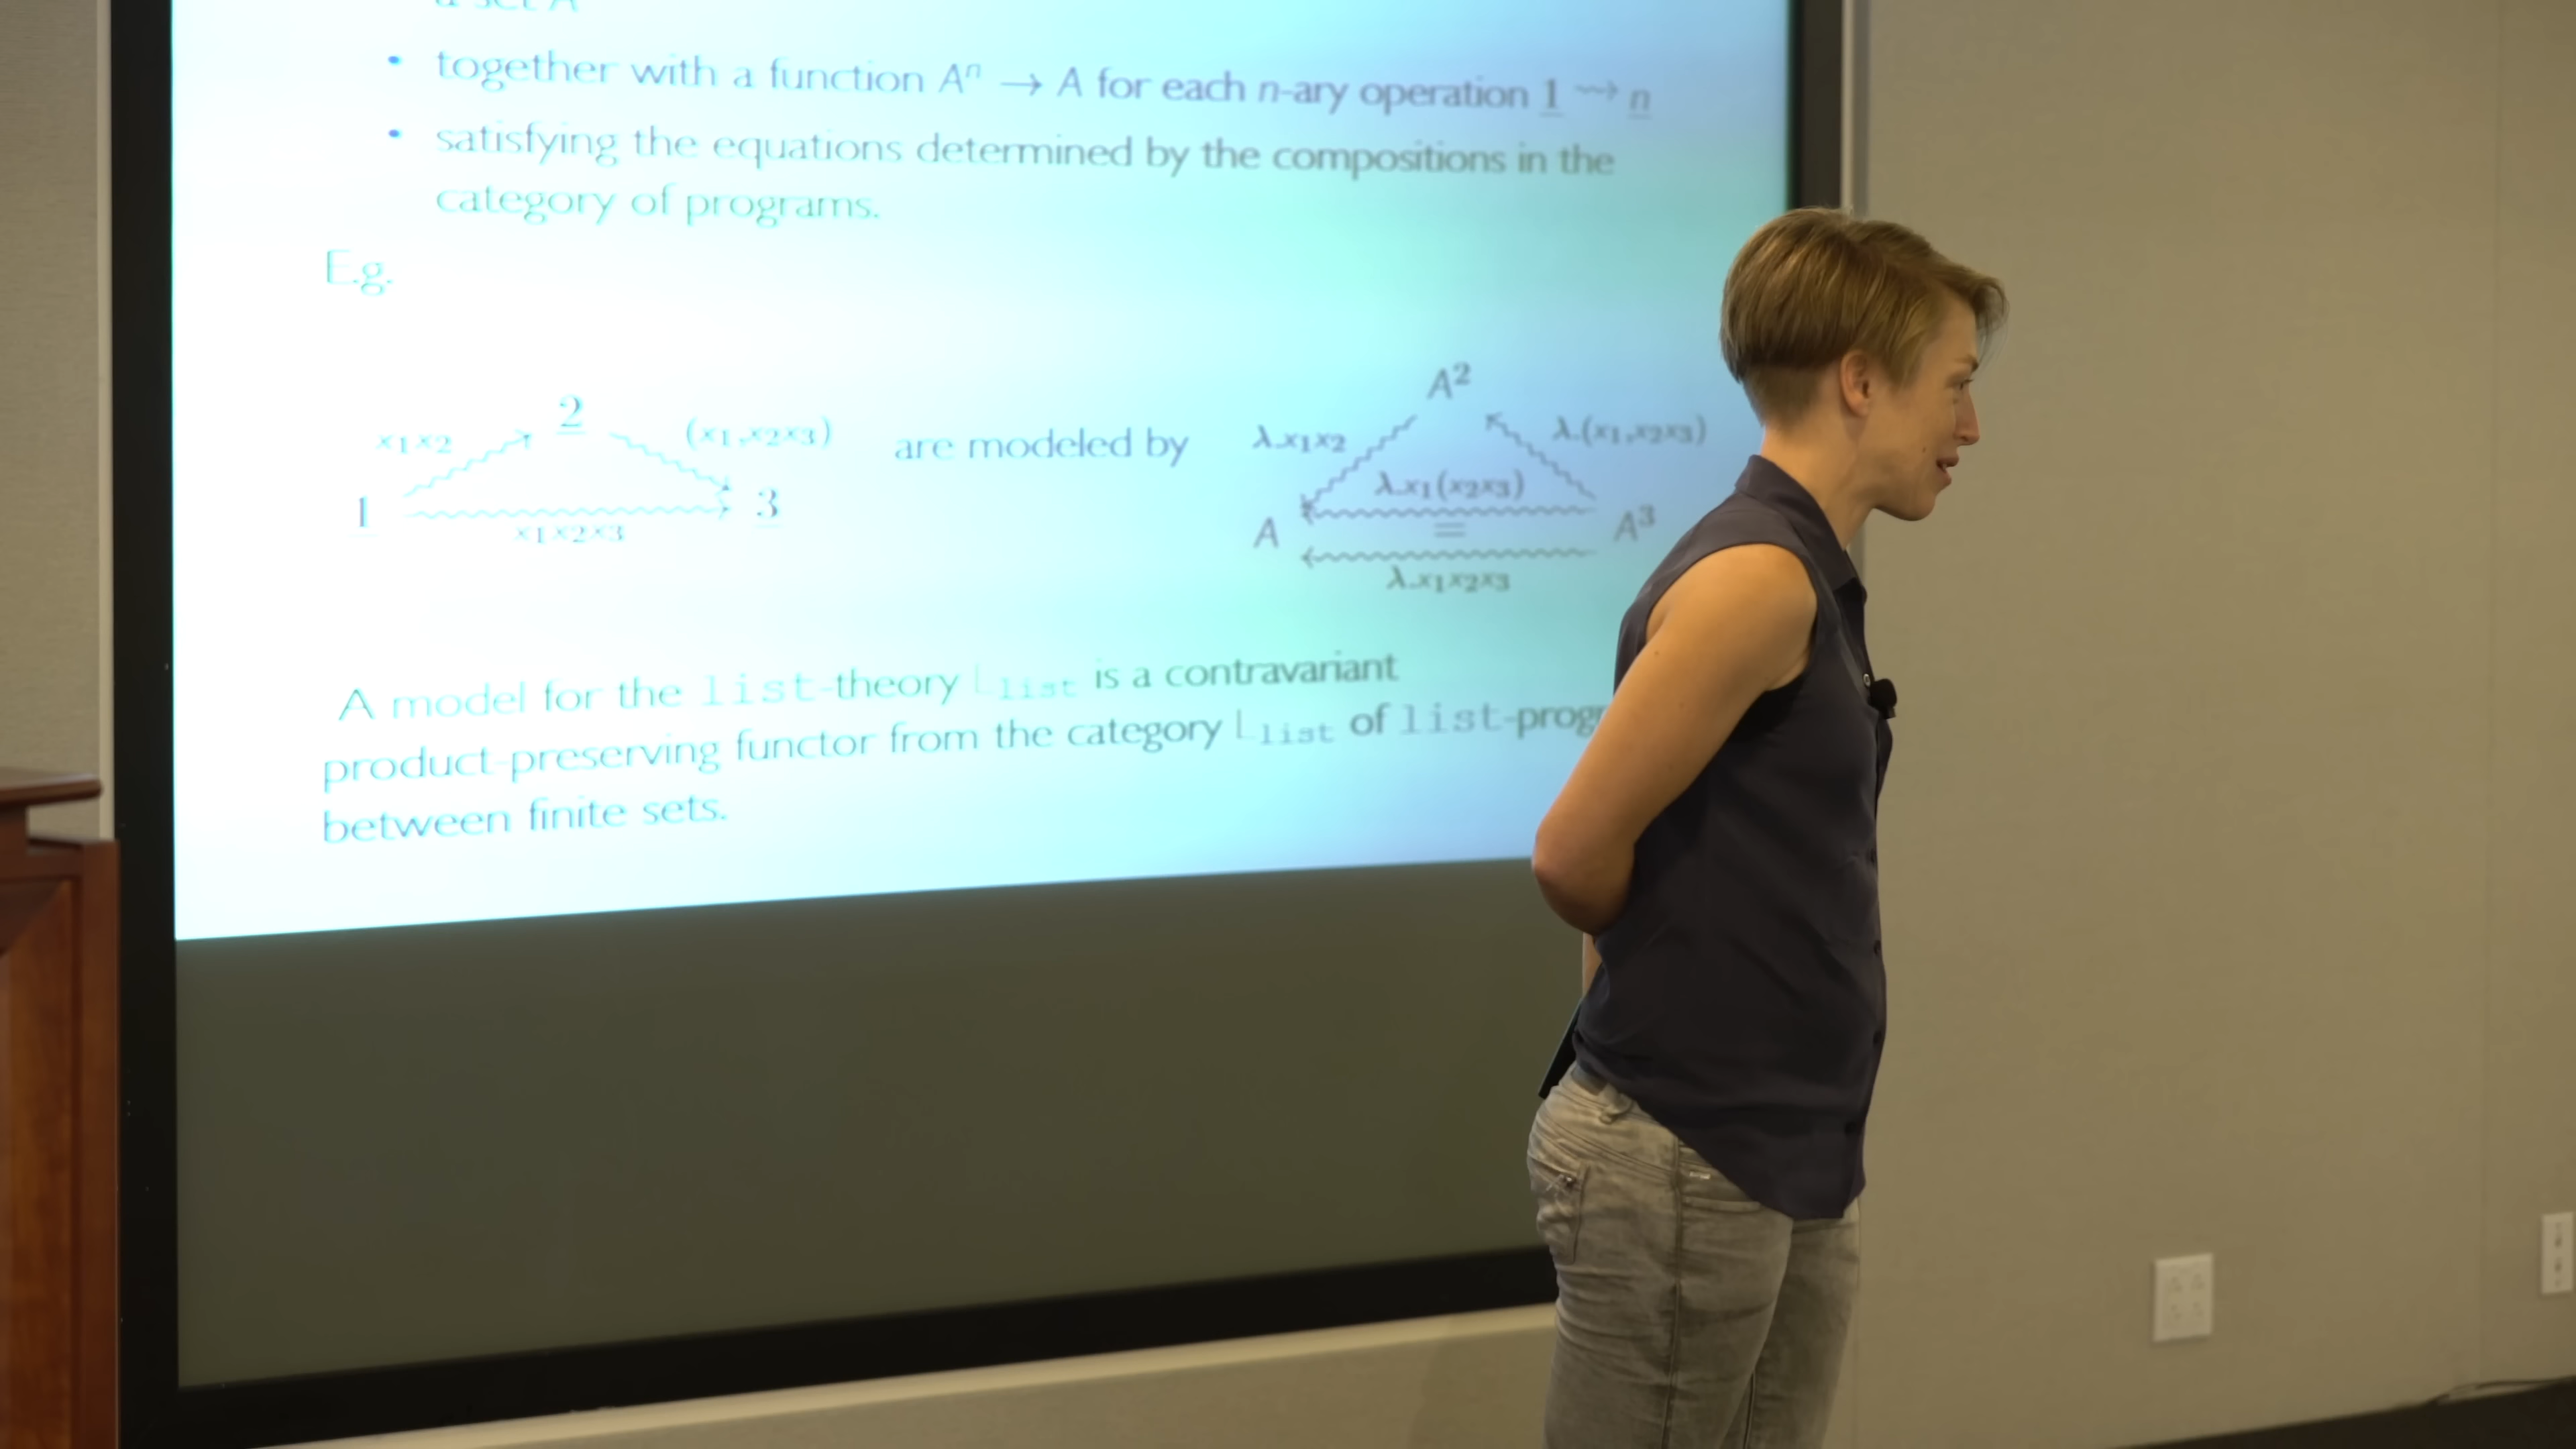 • together with a function Aⁿ → A for each n-ary operation 1 ⇝ n
• satisfying the equations determined by the compositions in the
category of programs.
E.g.
A²
2
x₁x₂
(x₁,x₂x₃)
are modeled by
λ.x₁x₂
λ.(x₁,x₂x₃)
λ.x₁(x₂x₃)
1
3
A
=
A³
x₁x₂x₃
λ.x₁x₂x₃
A model for the list-theory L list is a contravariant
product-preserving functor from the category L list of list-progr
between finite sets.